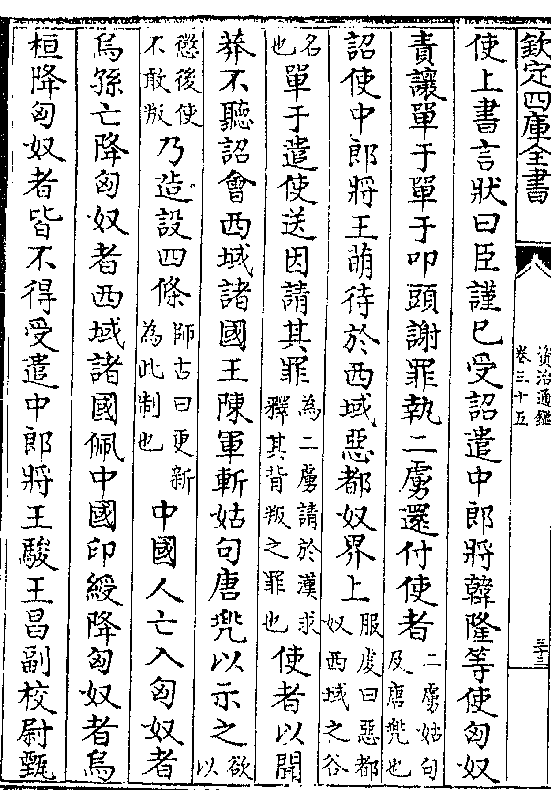 欽定四庫全書
資治通鑑
卷三十五
三十三
使上書言狀曰臣謹已受詔遣中郎將韓隆等使匈奴
責讓單于單于叩頭謝罪執二虜還付使者二虜姑句及唐兠也
詔使中郎將王萌待於西域惡都奴界上服虔曰惡都奴西域之谷
名也單于遣使送因請其罪為二虜請於漢求釋其背叛之罪也使者以聞
莽不聽詔會西域諸國王陳軍斬姑句唐兠以示之欲以
懲後使不敢叛乃造設四條師古曰更新為此制也中國人亡入匈奴者
烏孫亡降匈奴者西域諸國佩中國印綬降匈奴者烏
桓降匈奴者皆不得受遣中郎將王駿王昌副校尉甄